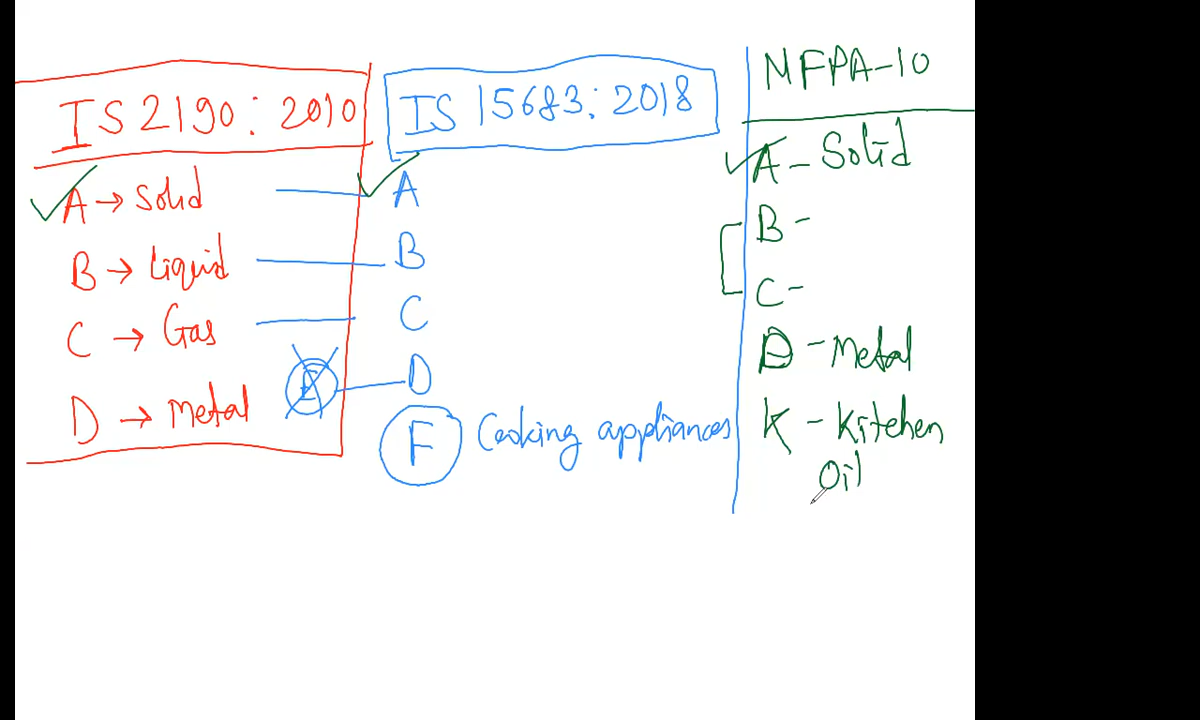 IS 2190: 2010
A → Solid
B → Liquid
C → Gas
D → Metal
E
IS 15683: 2018
A
B
C
D
F Cooking appliances
NFPA-10
A - Solid
B -
C -
D - Metal
K - Kitchen
Oil